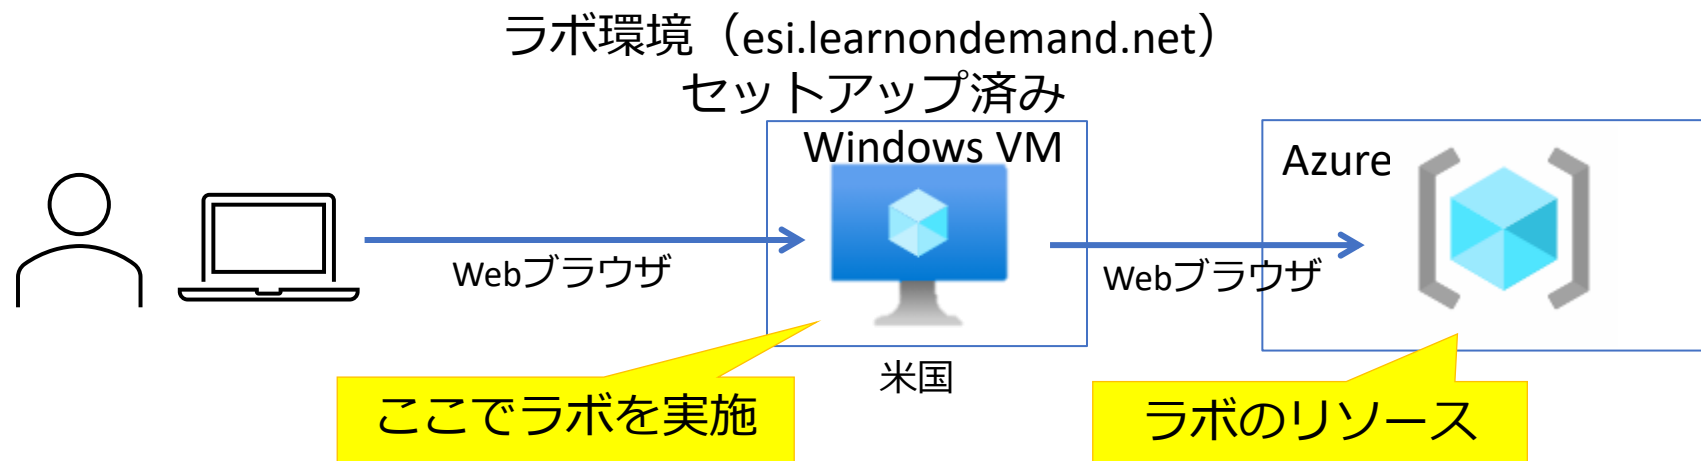 ラボ環境（esi.learnondemand.net）
セットアップ済み
Windows VM
Azure
Webブラウザ
Webブラウザ
米国
ここでラボを実施
ラボのリソース